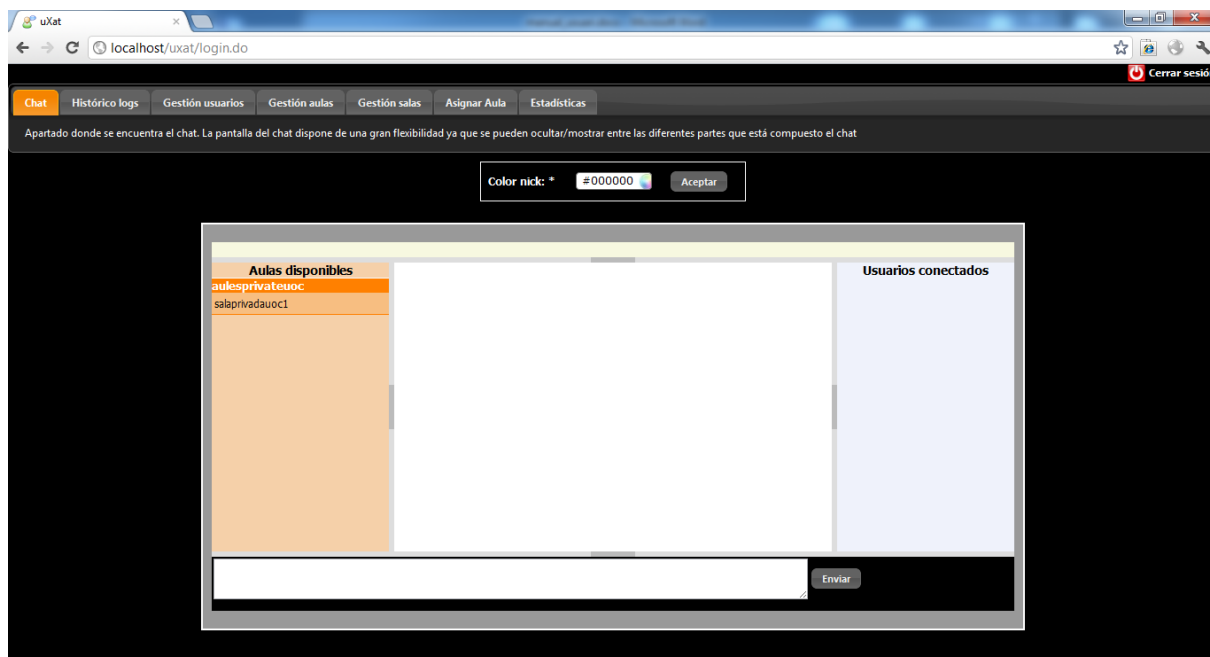 uXat
localhost/uxat/login.do
Cerrar sesió
Chat Histórico logs Gestión usuarios Gestión aulas Gestión salas Asignar Aula Estadísticas
Apartado donde se encuentra el chat. La pantalla del chat dispone de una gran flexibilidad ya que se pueden ocultar/mostrar entre las diferentes partes que está compuesto el chat
Color nick: * #000000 Aceptar
Aulas disponibles
Usuarios conectados
aulesprivateuoc
salaprivadauoc1
Enviar